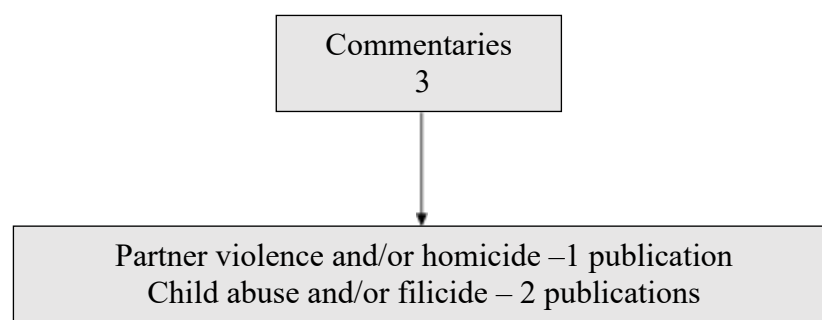 Commentaries
3
Partner violence and/or homicide –1 publication
Child abuse and/or filicide – 2 publications